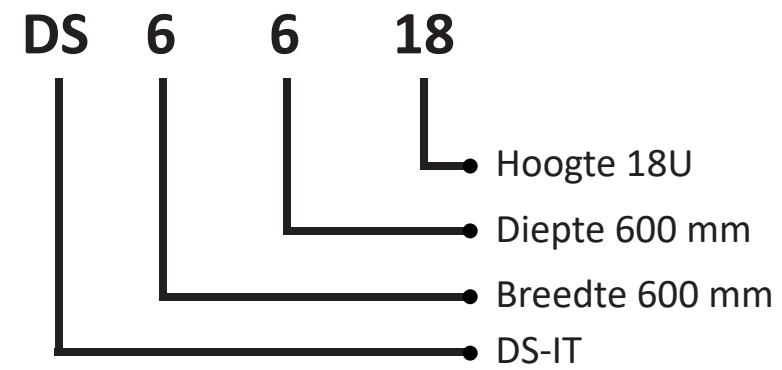 DS 6 6 18
Hoogte 18U
Diepte 600 mm
Breedte 600 mm
DS-IT